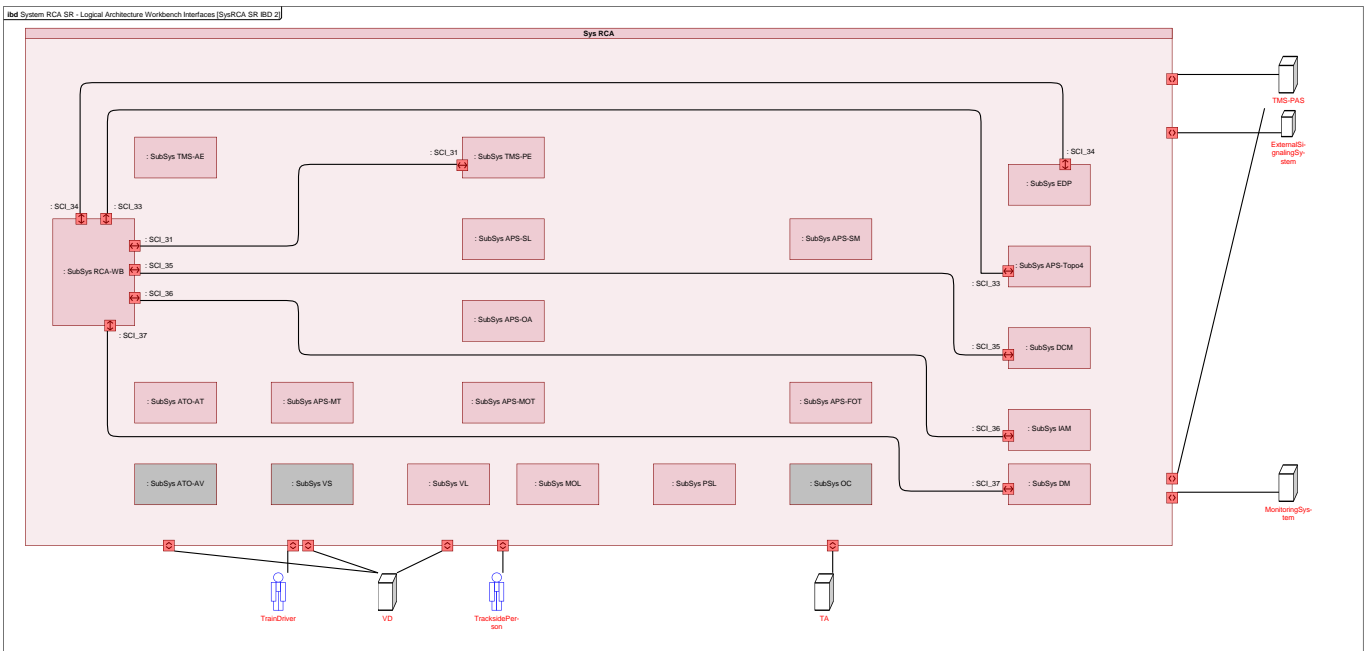 ibd System RCA SR - Logical Architecture Workbench Interfaces [SysRCA SR IBD 2]
Sys RCA
TMS-PAS
ExternalSi-
gnalingSy-
stem
: SCI_31
: SCI_34
: SubSys TMS-AE
: SubSys TMS-PE
: SubSys EDP
: SCI_34
: SCI_33
: SCI_31
: SubSys APS-SL
: SubSys APS-SM
: SubSys RCA-WB
: SCI_35
: SubSys APS-Topo4
: SCI_33
: SCI_36
: SubSys APS-OA
: SCI_37
: SCI_35
: SubSys DCM
: SubSys ATO-AT
: SubSys APS-MT
: SubSys APS-MOT
: SubSys APS-FOT
: SCI_36
: SubSys IAM
: SubSys ATO-AV
: SubSys VS
: SubSys VL
: SubSys MOL
: SubSys PSL
: SubSys OC
: SCI_37
: SubSys DM
MonitoringSys-
tem
TrainDriver
VD
TracksidePer-
son
TA